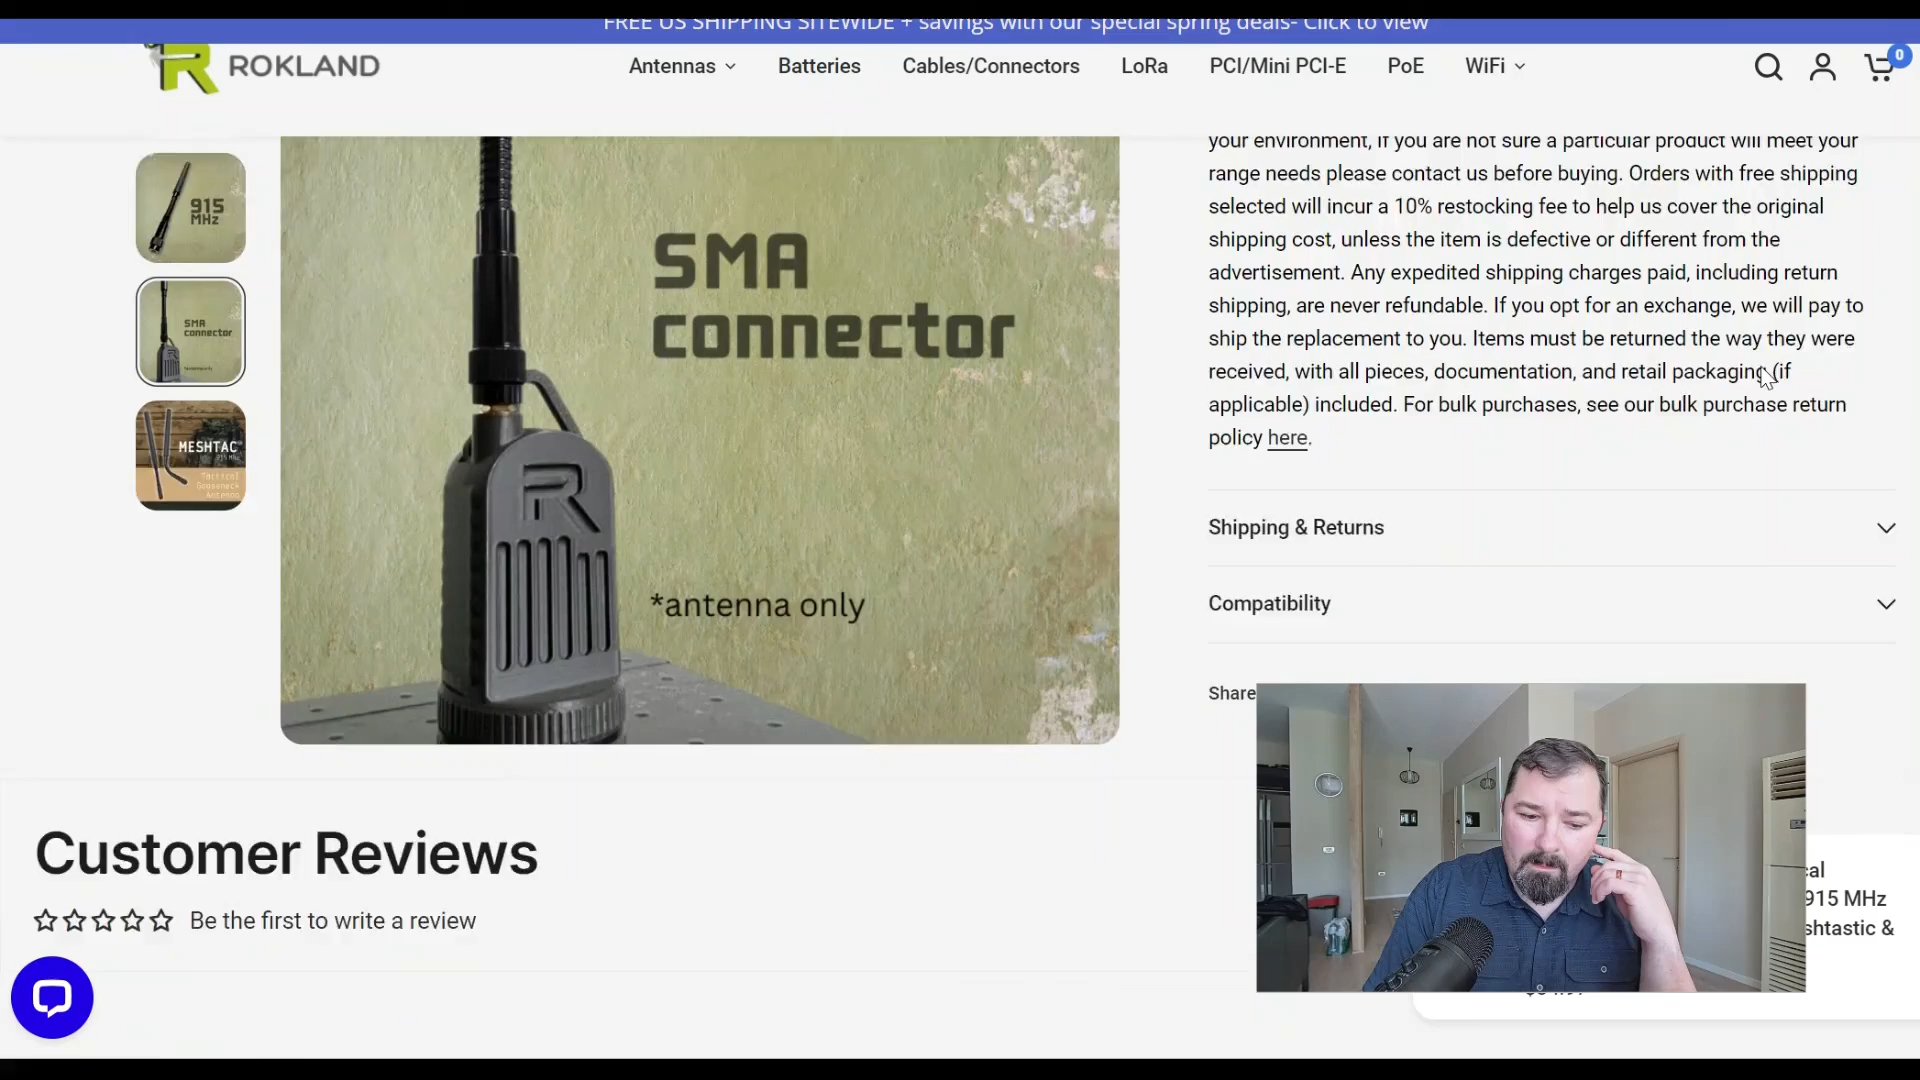 FREE US SHIPPING SITEWIDE + savings with our special spring deals- Click to view
R ROKLAND
Antennas
Batteries
Cables/Connectors
LoRa
PCI/Mini PCI-E
PoE
WiFi
0
915
MHz
SMA
connector
MESHTAC
Tactical
Gooseneck
Antenna
SMA
connector
R
*antenna only
your environment, if you are not sure a particular product will meet your
range needs please contact us before buying. Orders with free shipping
selected will incur a 10% restocking fee to help us cover the original
shipping cost, unless the item is defective or different from the
advertisement. Any expedited shipping charges paid, including return
shipping, are never refundable. If you opt for an exchange, we will pay to
ship the replacement to you. Items must be returned the way they were
received, with all pieces, documentation, and retail packaging (if
applicable) included. For bulk purchases, see our bulk purchase return
policy here.
Shipping & Returns
Compatibility
Share
Customer Reviews
Be the first to write a review
cal
915 MHz
shtastic &